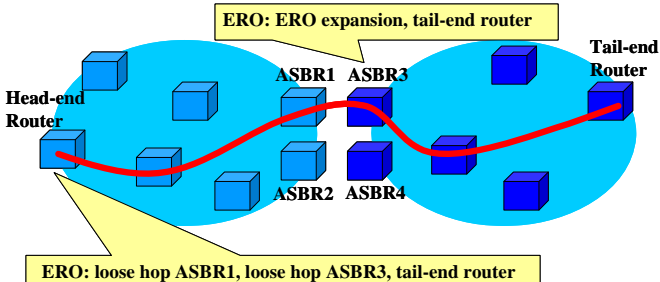 ERO: ERO expansion, tail-end router
Tail-end
Router
ASBR1 ASBR3
Head-end
Router
ASBR2 ASBR4
ERO: loose hop ASBR1, loose hop ASBR3, tail-end router